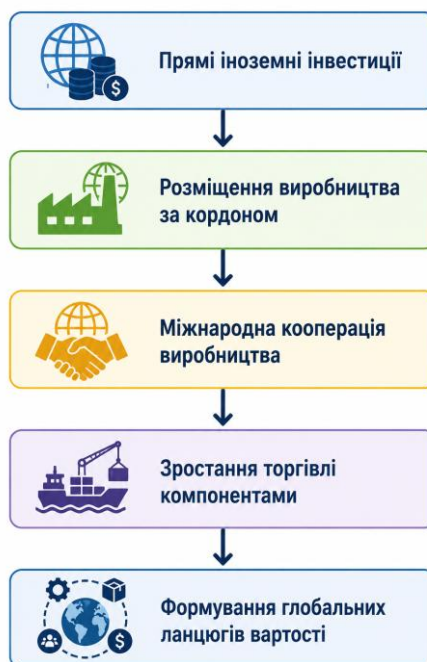 $
Прямі іноземні інвестиції
Розміщення виробництва
за кордоном
Міжнародна кооперація
виробництва
Зростання торгівлі
компонентами
Формування глобальних
ланцюгів вартості
$